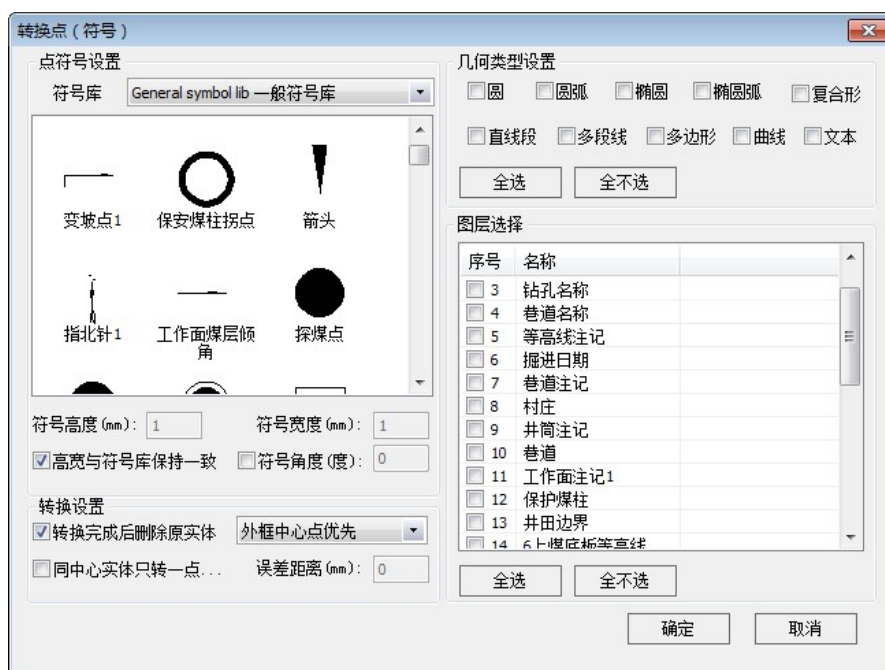 转换点（符号）
点符号设置
符号库 General symbol lib 一般符号库
变坡点1 保安煤柱拐点 箭头
指北针1 工作面煤层倾角 探煤点
符号高度(mm): 1 符号宽度(mm): 1
高宽与符号库保持一致 符号角度(度): 0
转换设置
转换完成后删除原实体 外框中心点优先
同中心实体只转一点... 误差距离(mm): 0
几何类型设置
圆 圆弧 椭圆 椭圆弧 复合形
直线段 多段线 多边形 曲线 文本
全选 全不选
图层选择
序号 名称
3 钻孔名称
4 巷道名称
5 等高线注记
6 掘进日期
7 巷道注记
8 村庄
9 井筒注记
10 巷道
11 工作面注记1
12 保护煤柱
13 井田边界
14 6上煤底板等高线
全选 全不选
确定 取消